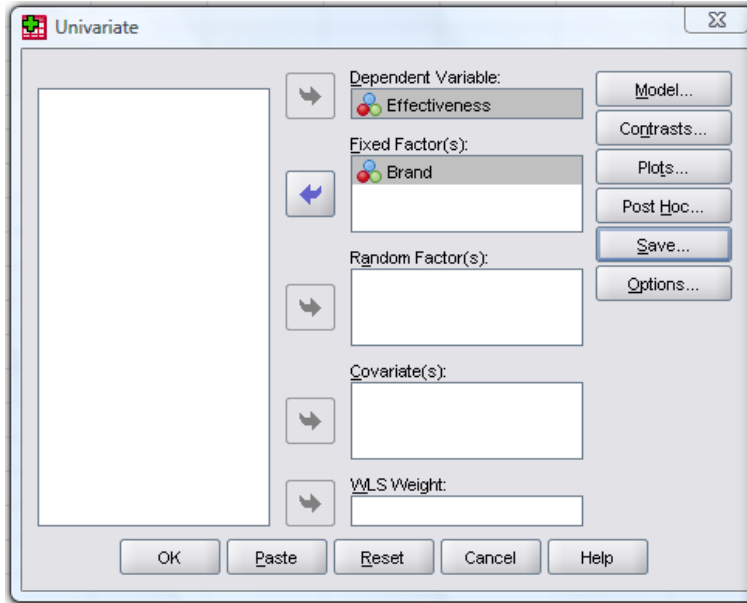 Univariate
Dependent Variable:
Effectiveness
Fixed Factor(s):
Brand
Random Factor(s):
Covariate(s):
WLS Weight:
Model...
Contrasts...
Plots...
Post Hoc...
Save...
Options...
OK Paste Reset Cancel Help